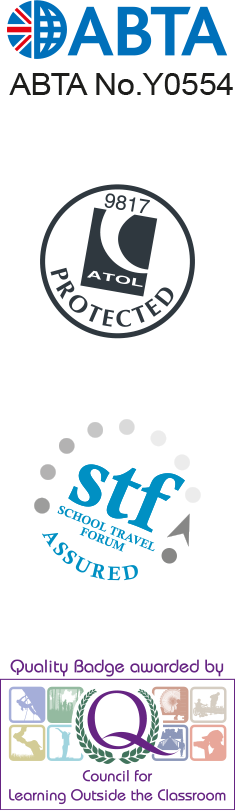 ABTA
ABTA No.Y0554
9817
ATOL
PROTECTED
stf
SCHOOL TRAVEL
FORUM
ASSURED
Quality Badge awarded by
Q
Council for
Learning Outside the Classroom